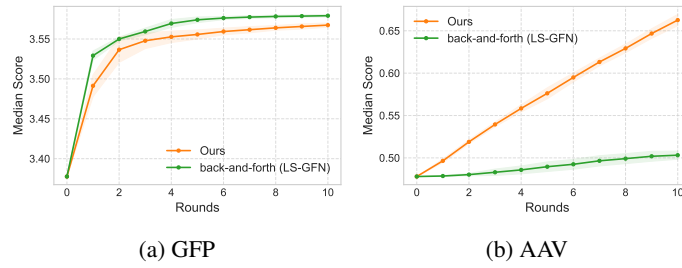 Median Score
3.55
3.50
3.45
3.40
Ours
back-and-forth (LS-GFN)
0 2 4 6 8 10
Rounds
(a) GFP
Median Score
0.65
0.60
0.55
0.50
Ours
back-and-forth (LS-GFN)
0 2 4 6 8 10
Rounds
(b) AAV